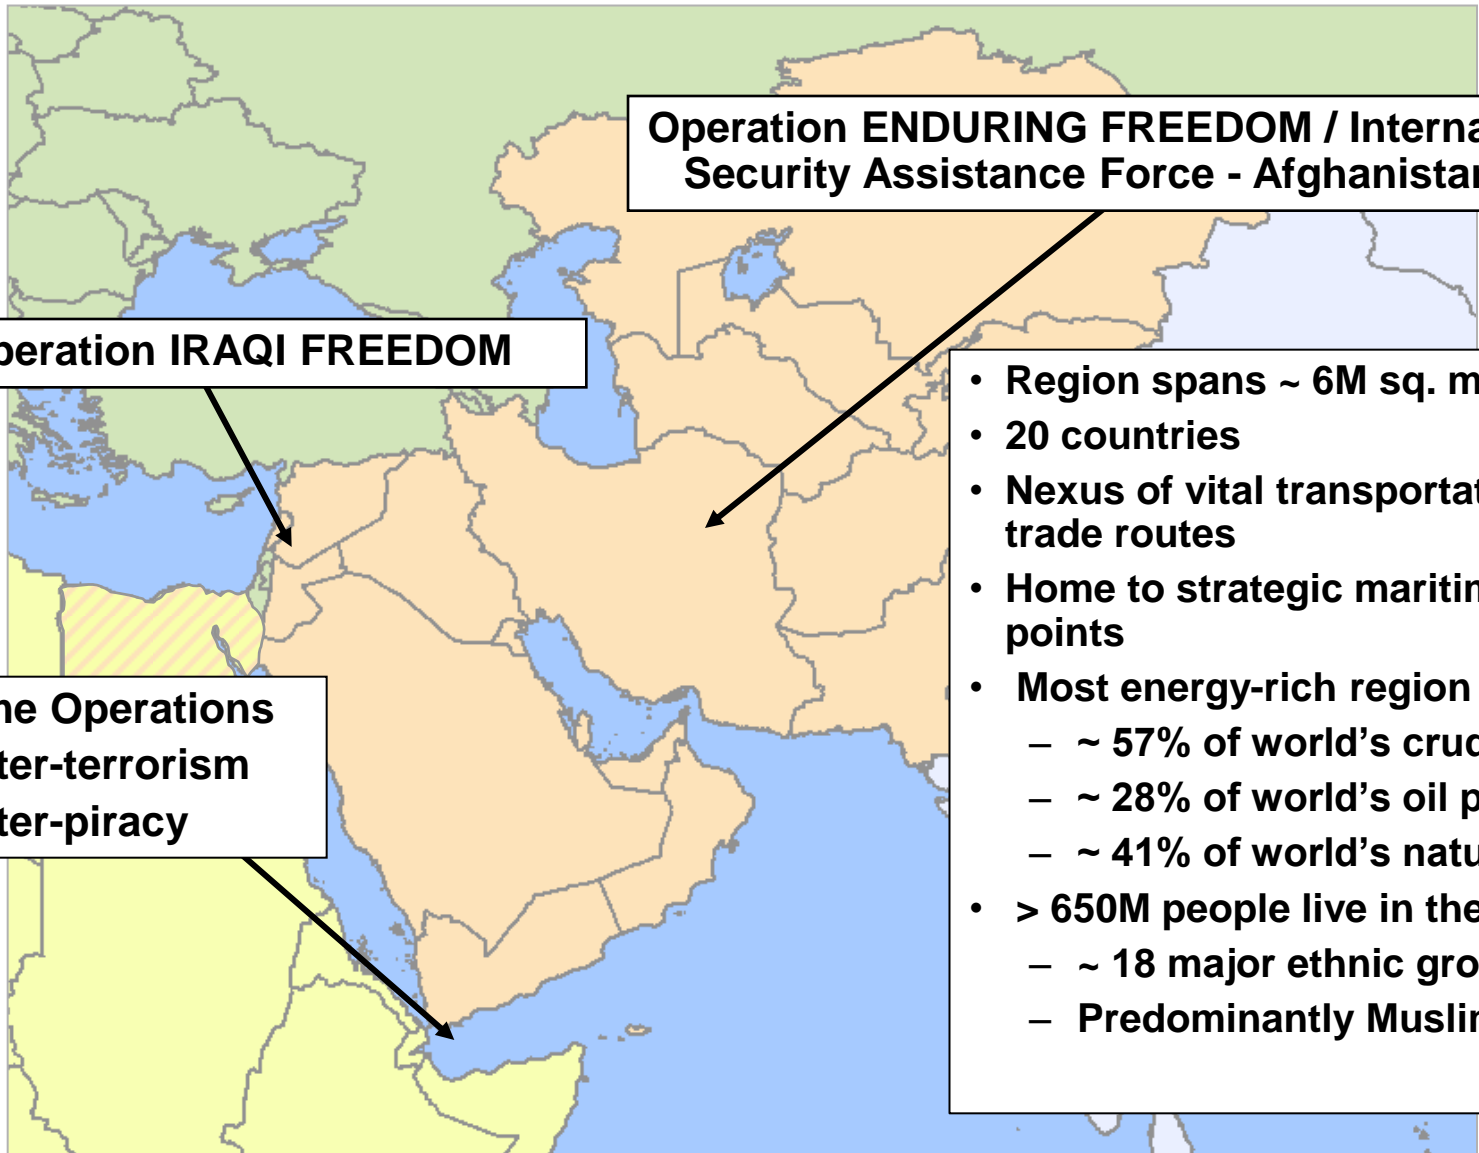 Operation ENDURING FREEDOM / Interna
Security Assistance Force - Afghanistan
peration IRAQI FREEDOM
• Region spans ~ 6M sq. m
• 20 countries
• Nexus of vital transportat
trade routes
• Home to strategic maritim
points
• Most energy-rich region
– ~ 57% of world’s crud
– ~ 28% of world’s oil p
– ~ 41% of world’s natu
• > 650M people live in the
– ~ 18 major ethnic gro
– Predominantly Muslim
me Operations
ter-terrorism
ter-piracy